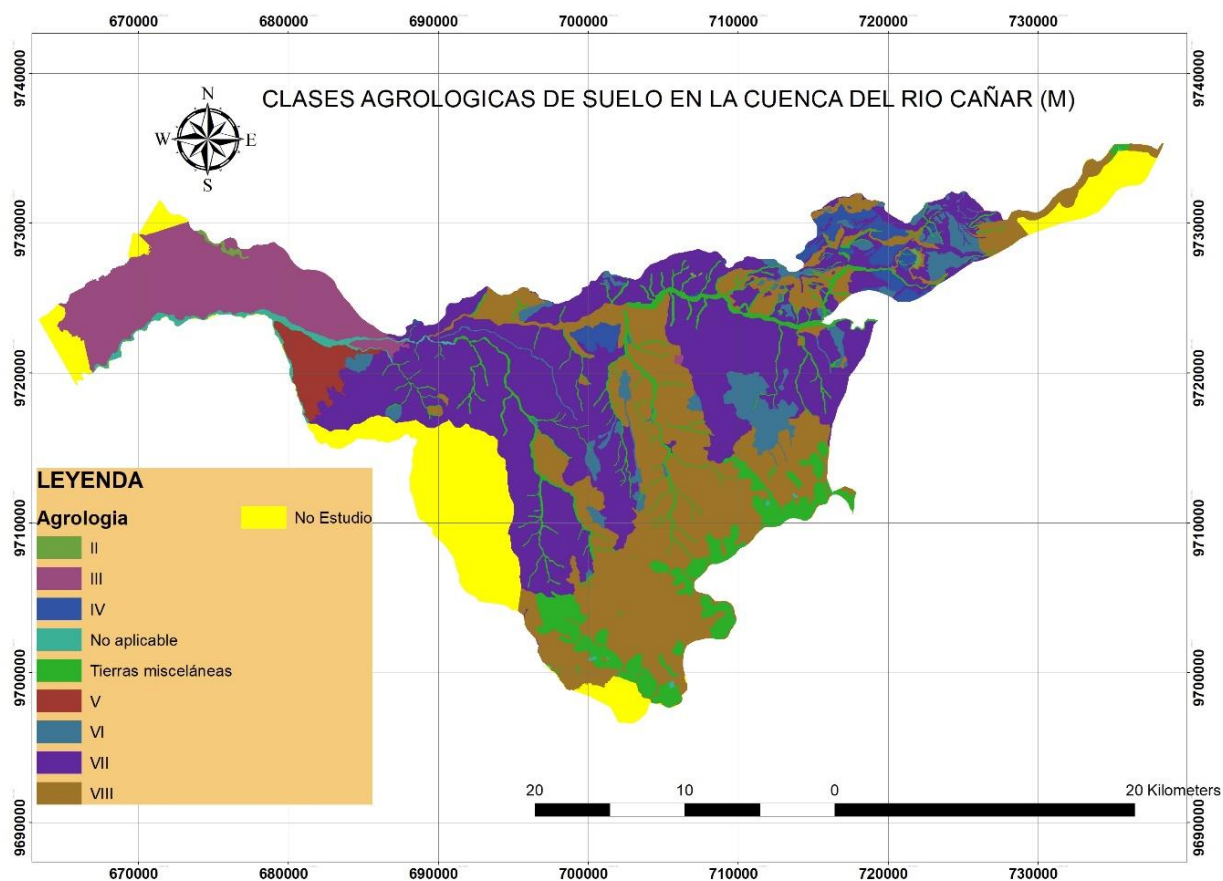 670000 680000 690000 700000 710000 720000 730000
9740000 9740000
CLASES AGROLOGICAS DE SUELO EN LA CUENCA DEL RIO CAÑAR (M)
N
W E
S
9730000 9730000
9720000 9720000
LEYENDA
Agrologia
No Estudio
II
III
IV
No aplicable
Tierras misceláneas
V
VI
VII
VIII
9710000 9710000
9700000 9700000
20 10 0 20 Kilometers
9690000 9690000
670000 680000 690000 700000 710000 720000 730000